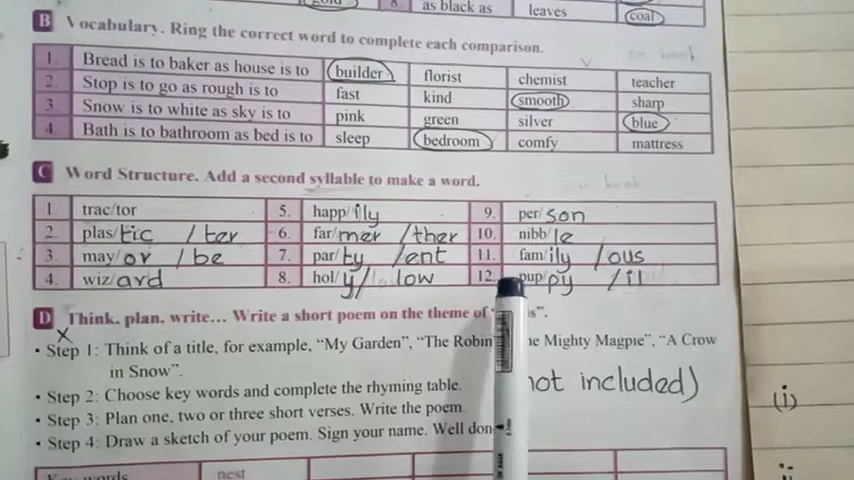 gold 8. as black as leaves coal
B Vocabulary. Ring the correct word to complete each comparison.
1. Bread is to baker as house is to builder florist chemist teacher
2. Stop is to go as rough is to fast kind smooth sharp
3. Snow is to white as sky is to pink green silver blue
4. Bath is to bathroom as bed is to sleep bedroom comfy mattress
C Word Structure. Add a second syllable to make a word.
1. trac/tor 5. happ/ily 9. per/son
2. plas/tic /ter 6. far/mer /ther 10. nibb/le
3. may/or /be 7. par/ty /ent 11. fam/ily /ous
4. wiz/ard 8. hol/y/ low 12. pup/py /il
D Think. plan. write... Write a short poem on the theme of
x
• Step 1: Think of a title, for example, “My Garden”, “The Robin he Mighty Magpie”, “A Crow
in Snow”.
• Step 2: Choose key words and complete the rhyming table.
not included)
(i)
• Step 3: Plan one, two or three short verses. Write the poem.
• Step 4: Draw a sketch of your poem. Sign your name. Well don
Key words nest